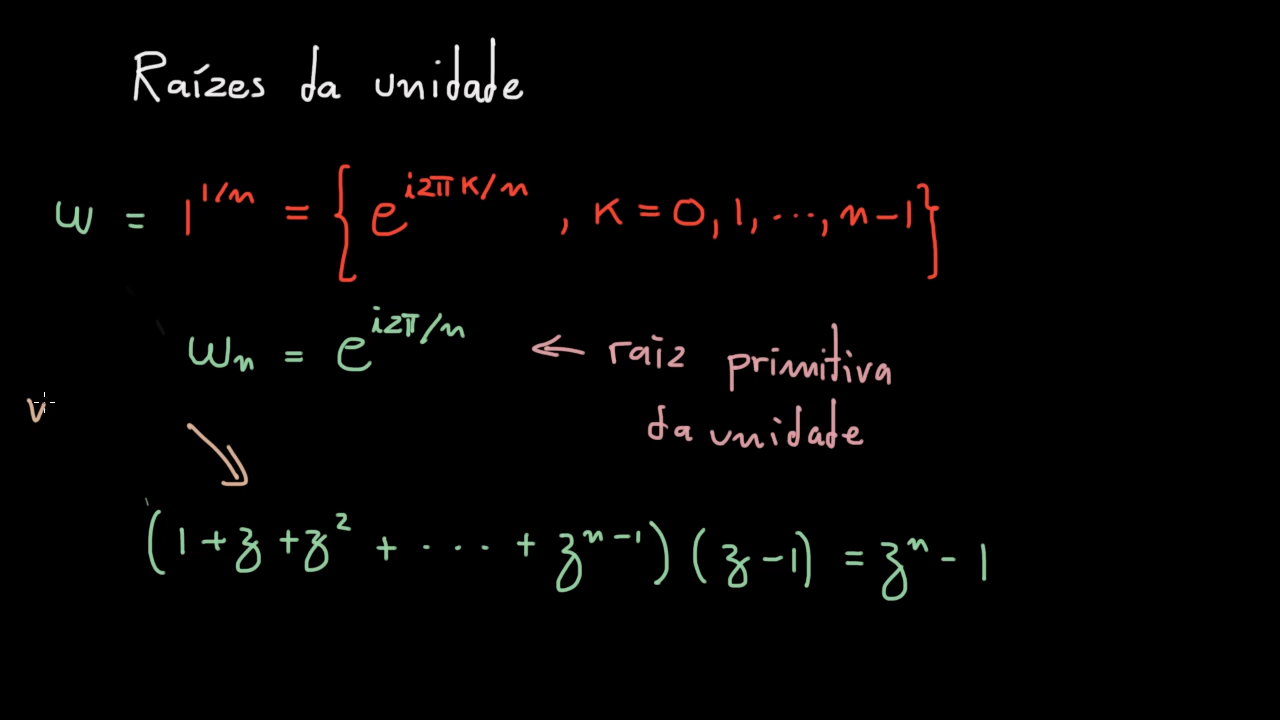 Raízes da unidade
w = 1^{1/n} = { e^{i2πk/n} , k = 0, 1, ..., n-1 }
w_n = e^{i2π/n} ← raiz primitiva
da unidade
v
(1 + z + z^2 + ... + z^{n-1}) (z - 1) = z^n - 1